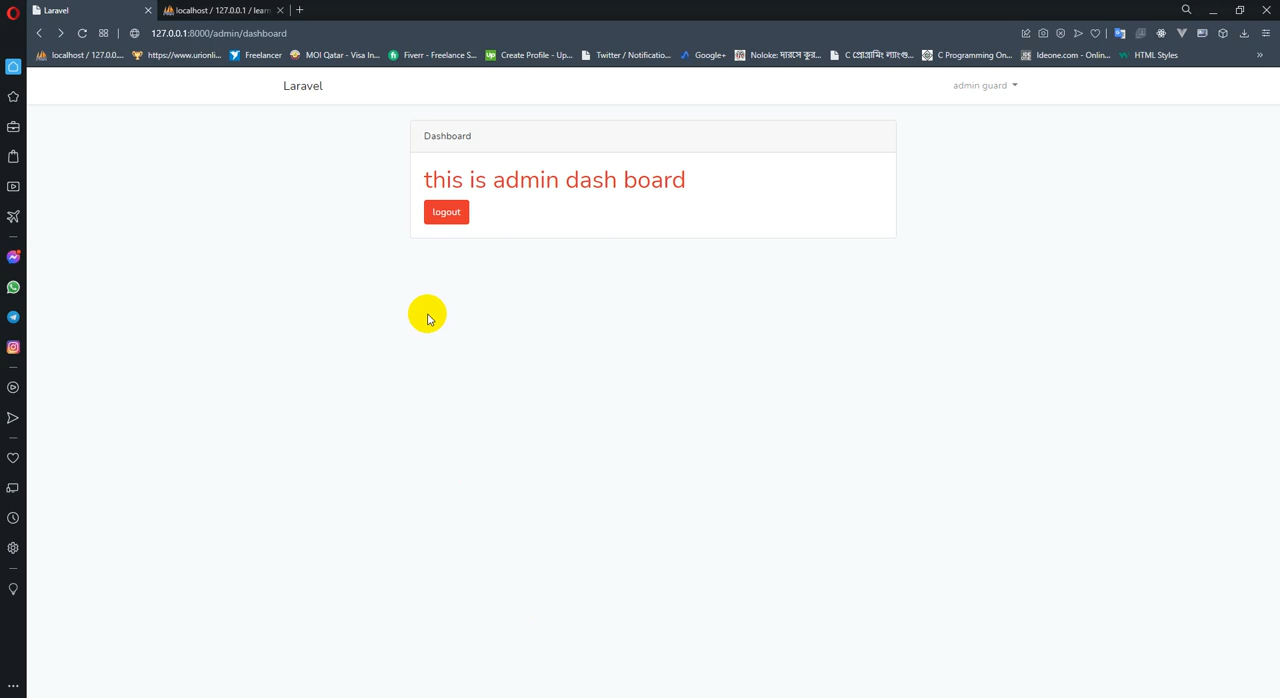 Laravel
localhost / 127.0.0.1 / learn
127.0.0.1:8000/admin/dashboard
localhost / 127.0.0.... https://www.urionli... Freelancer MOI Qatar - Visa In... Fiverr - Freelance S... Create Profile - Up... Twitter / Notificatio... Google+ Noloke: দারসে কুর... C প্রোগ্রামিং ল্যাংগু... C Programming On... Ideone.com - Onlin... HTML Styles »
Laravel
admin guard
Dashboard
this is admin dash board
logout